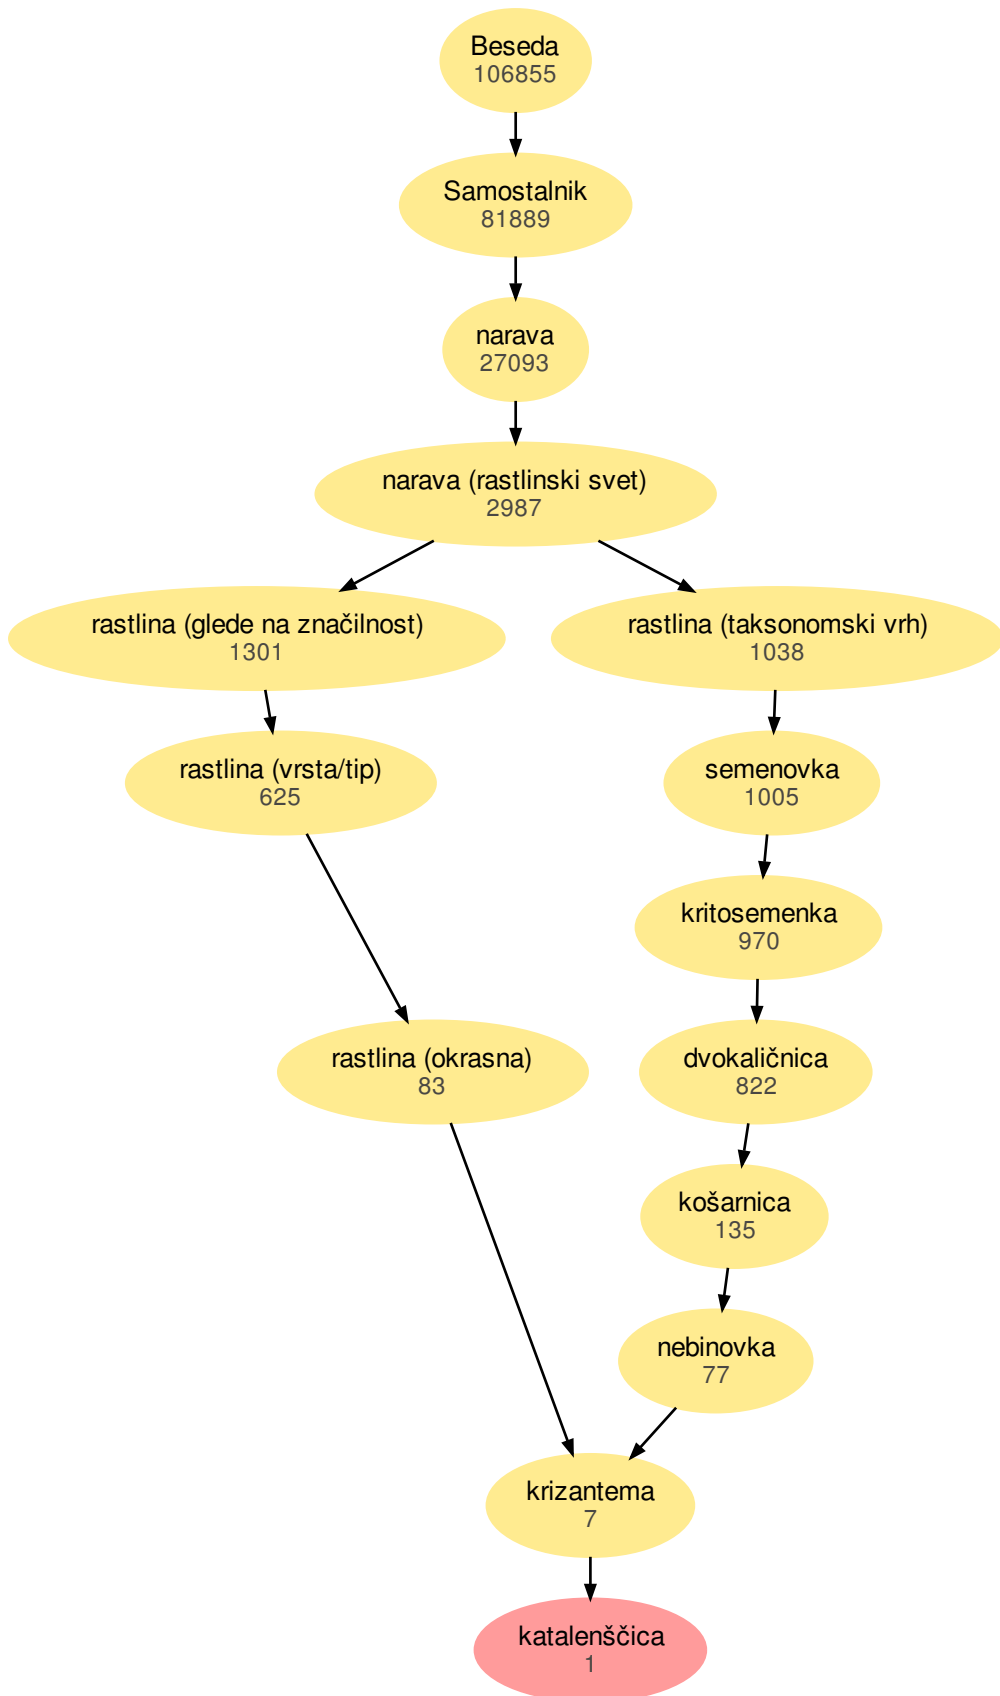 Beseda
106855
Samostalnik
81889
narava
27093
narava (rastlinski svet)
2987
rastlina (glede na značilnost)
1301
rastlina (taksonomski vrh)
1038
rastlina (vrsta/tip)
625
semenovka
1005
kritosemenka
970
rastlina (okrasna)
83
dvokaličnica
822
košarnica
135
nebinovka
77
krizantema
7
katalenščica
1